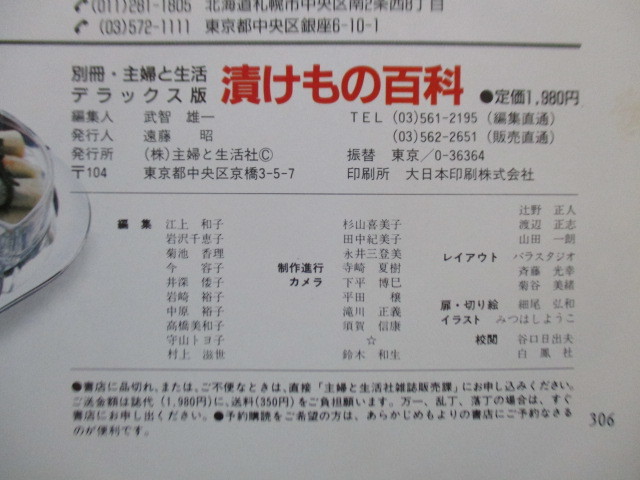 (011)281-1805 北海道札幌市中央区南2条西8丁目
(03)572-1111 東京都中央区銀座6-10-1
別冊・主婦と生活
デラックス版
漬けもの百科
●定価1,980円
編集人 武智 雄一
発行人 遠藤 昭
発行所 (株)主婦と生活社Ⓒ
〒104 東京都中央区京橋3-5-7
TEL (03)561-2195(編集直通)
(03)562-2651(販売直通)
振替 東京/0-36364
印刷所 大日本印刷株式会社
編集 江上 和子
岩沢千恵子
菊池 香理
今 容子
井深 倭子
岩崎 裕子
中原 裕子
高橋美和子
守山トヨ子
村上 滋世
杉山喜美子
田中紀美子
永井三登美
制作進行 寺崎 夏樹
カメラ 下平 博巳
平田 穣
滝川 正義
須賀 信康
☆
鈴木 和生
辻野 正人
渡辺 正志
山田 一朗
レイアウト パラスタジオ
斉藤 光幸
菊谷 美緒
扉・切り絵 細尾 弘和
イラスト みつはしようこ
校閲 谷口日出夫
白鳳社
●書店に品切れ、または、ご不便なときは、直接「主婦と生活社雑誌販売課」にお申し込みください。
ご送金額は誌代(1,980円)に、送料(350円)をご負担願います。万一、乱丁、落丁の場合は、すぐ
書店にお申し出ください。●予約購読をご希望の方は、あらかじめもよりの書店にご予約なさる
のが便利です。
306